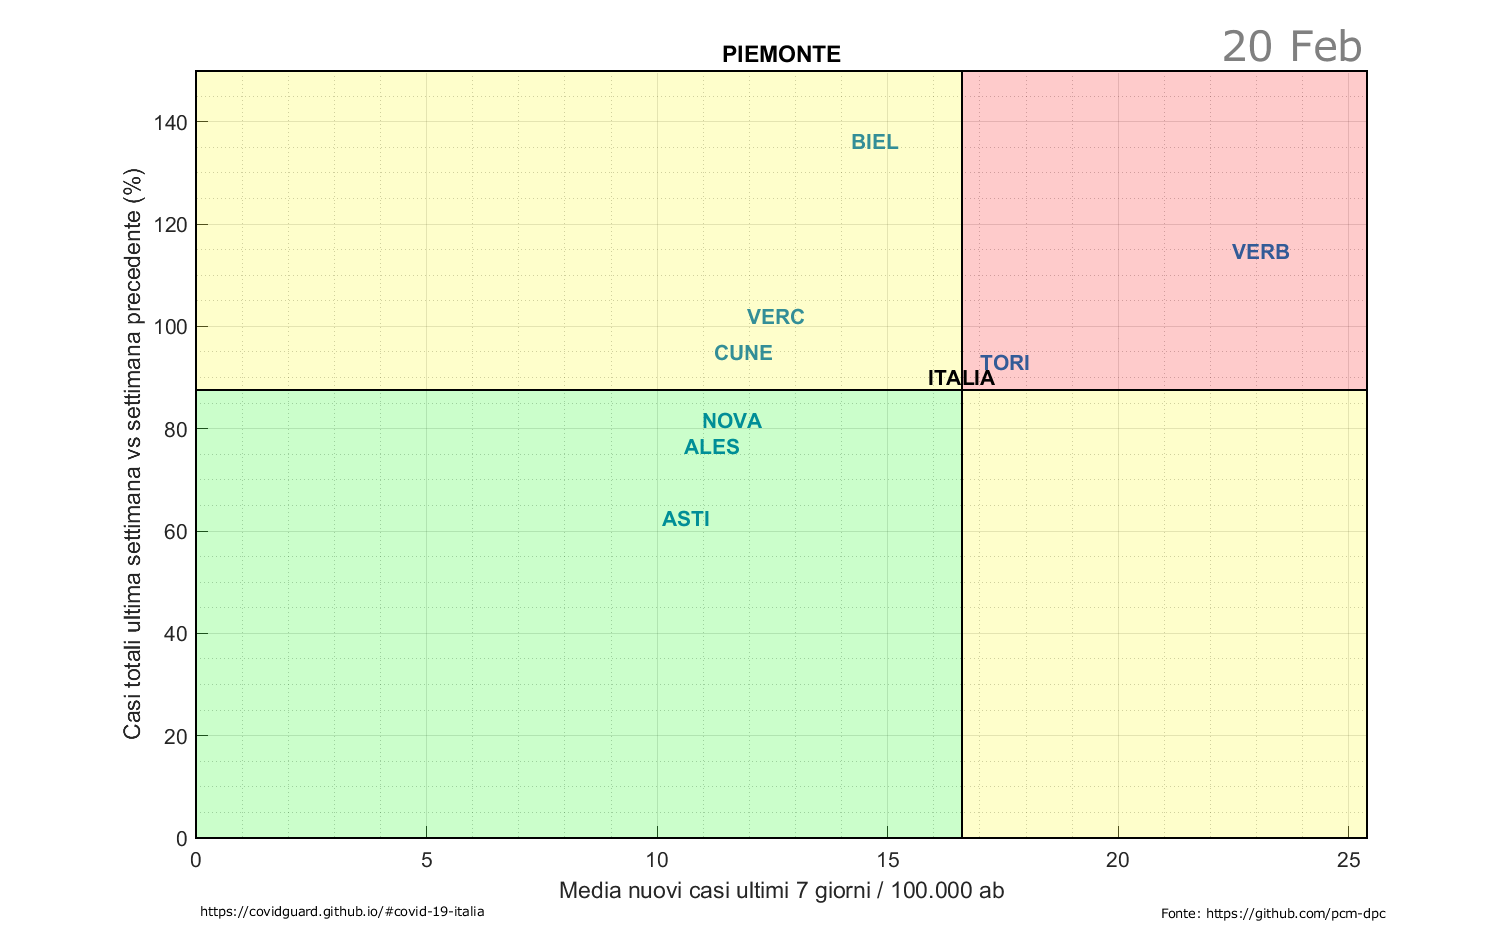 20 Feb
PIEMONTE
Casi totali ultima settimana vs settimana precedente (%)
140
120
100
80
60
40
20
0
BIEL
VERB
VERC
CUNE
TORI
ITALIA
NOVA
ALES
ASTI
0 5 10 15 20 25
Media nuovi casi ultimi 7 giorni / 100.000 ab
https://covidguard.github.io/#covid-19-italia
Fonte: https://github.com/pcm-dpc